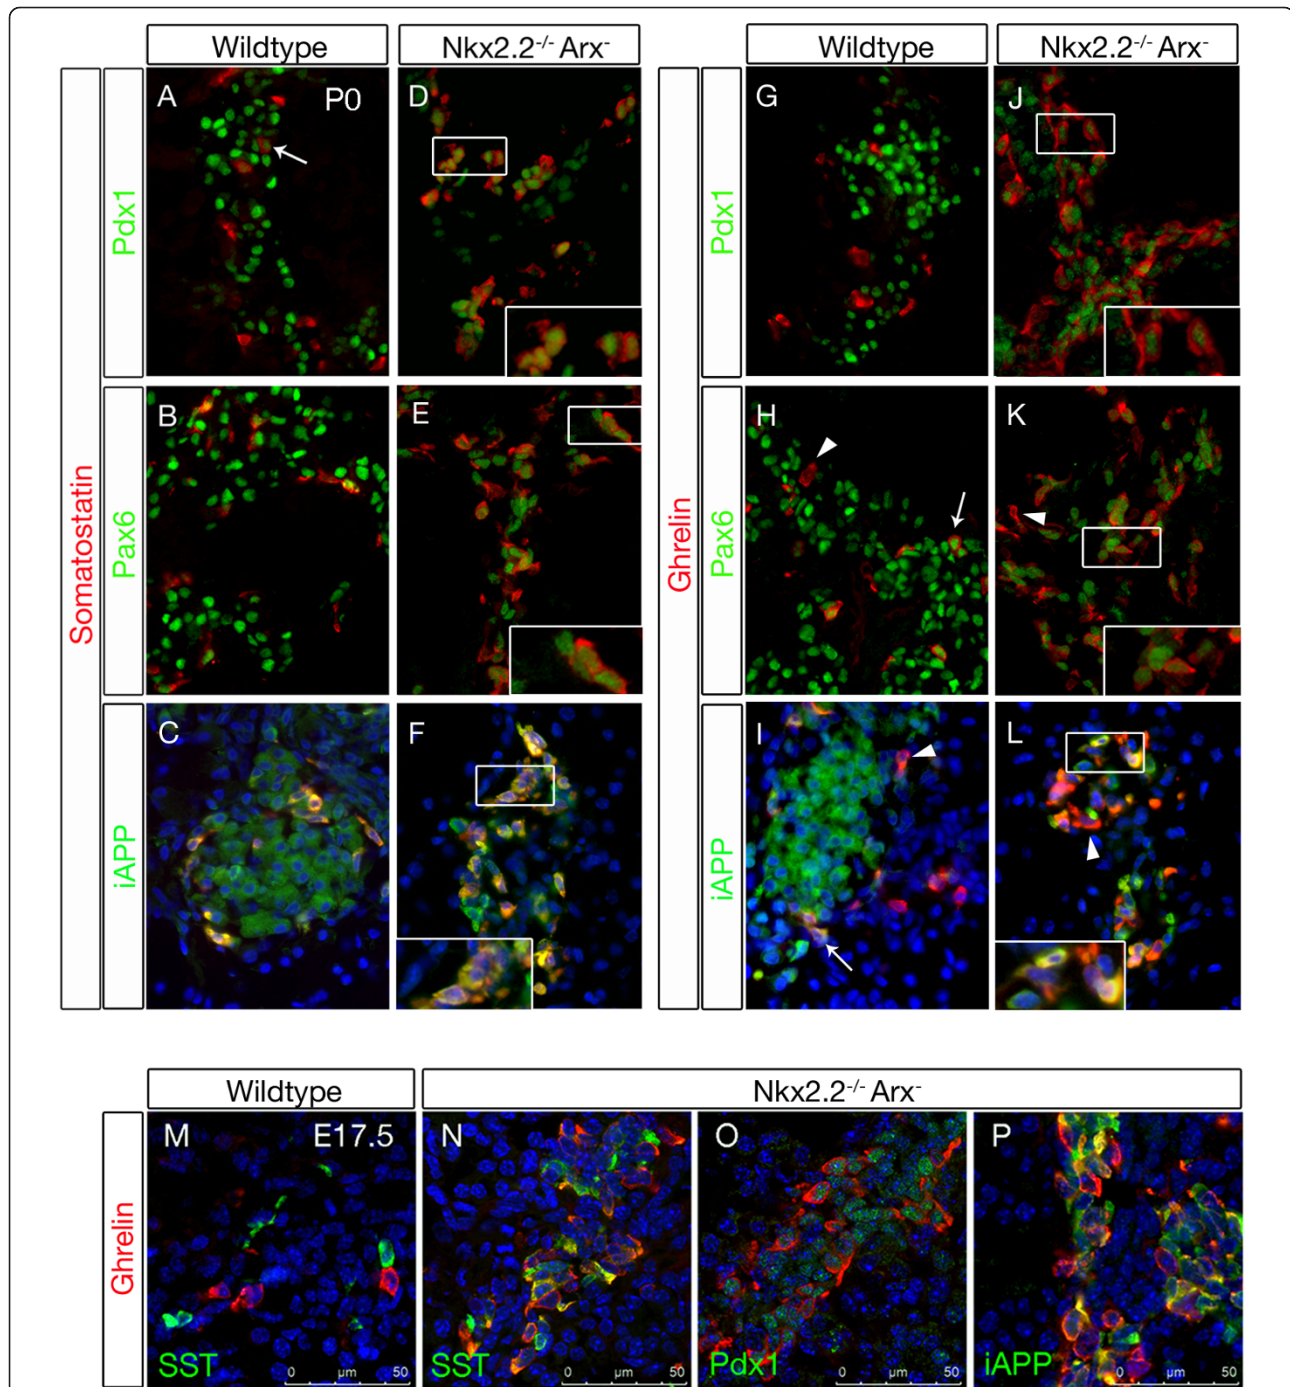 Wildtype
Nkx2.2-/- Arx-
Wildtype
Nkx2.2-/- Arx-
Somatostatin
Ghrelin
Pdx1
A P0
D
Pdx1
G
J
Pax6
B
E
Pax6
H
K
iAPP
C
F
iAPP
I
L
Wildtype
Nkx2.2-/- Arx-
Ghrelin
M E17.5
N
O
P
SST
0 µm 50
SST
0 µm 50
Pdx1
0 µm 50
iAPP
0 µm 50